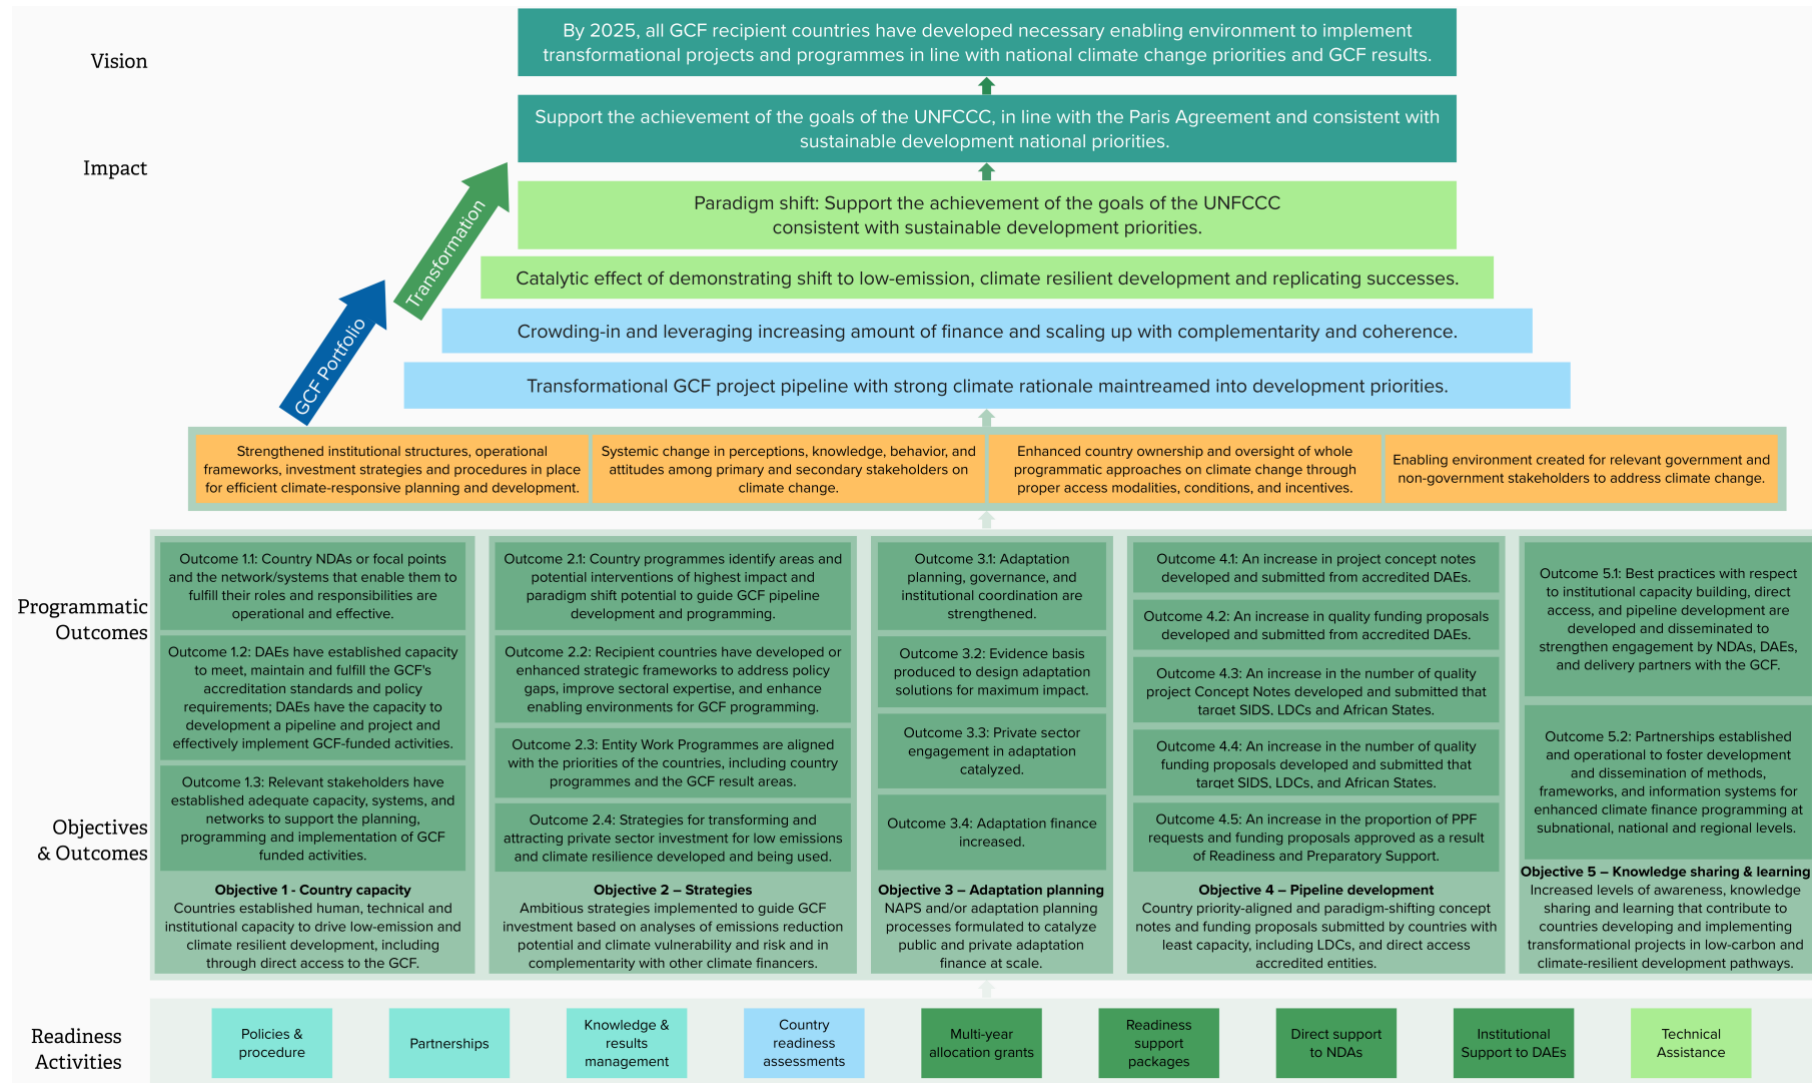 Vision
By 2025, all GCF recipient countries have developed necessary enabling environment to implement
transformational projects and programmes in line with national climate change priorities and GCF results.
Impact
Support the achievement of the goals of the UNFCCC, in line with the Paris Agreement and consistent with
sustainable development national priorities.
Transformation
Paradigm shift: Support the achievement of the goals of the UNFCCC
consistent with sustainable development priorities.
Catalytic effect of demonstrating shift to low-emission, climate resilient development and replicating successes.
GCF Portfolio
Crowding-in and leveraging increasing amount of finance and scaling up with complementarity and coherence.
Transformational GCF project pipeline with strong climate rationale maintreamed into development priorities.
Strengthened institutional structures, operational
frameworks, investment strategies and procedures in place
for efficient climate-responsive planning and development.
Systemic change in perceptions, knowledge, behavior, and
attitudes among primary and secondary stakeholders on
climate change.
Enhanced country ownership and oversight of whole
programmatic approaches on climate change through
proper access modalities, conditions, and incentives.
Enabling environment created for relevant government and
non-government stakeholders to address climate change.
Programmatic
Outcomes
Objectives
& Outcomes
Outcome 1.1: Country NDAs or focal points
and the network/systems that enable them to
fulfill their roles and responsibilities are
operational and effective.
Outcome 1.2: DAEs have established capacity
to meet, maintain and fulfill the GCF's
accreditation standards and policy
requirements; DAEs have the capacity to
development a pipeline and project and
effectively implement GCF-funded activities.
Outcome 1.3: Relevant stakeholders have
established adequate capacity, systems, and
networks to support the planning,
programming and implementation of GCF
funded activities.
Objective 1 - Country capacity
Countries established human, technical and
institutional capacity to drive low-emission and
climate resilient development, including
through direct access to the GCF.
Outcome 2.1: Country programmes identify areas and
potential interventions of highest impact and
paradigm shift potential to guide GCF pipeline
development and programming.
Outcome 2.2: Recipient countries have developed or
enhanced strategic frameworks to address policy
gaps, improve sectoral expertise, and enhance
enabling environments for GCF programming.
Outcome 2.3: Entity Work Programmes are aligned
with the priorities of the countries, including country
programmes and the GCF result areas.
Outcome 2.4: Strategies for transforming and
attracting private sector investment for low emissions
and climate resilience developed and being used.
Objective 2 – Strategies
Ambitious strategies implemented to guide GCF
investment based on analyses of emissions reduction
potential and climate vulnerability and risk and in
complementarity with other climate financers.
Outcome 3.1: Adaptation
planning, governance, and
institutional coordination are
strengthened.
Outcome 3.2: Evidence basis
produced to design adaptation
solutions for maximum impact.
Outcome 3.3: Private sector
engagement in adaptation
catalyzed.
Outcome 3.4: Adaptation finance
increased.
Objective 3 – Adaptation planning
NAPS and/or adaptation planning
processes formulated to catalyze
public and private adaptation
finance at scale.
Outcome 4.1: An increase in project concept notes
developed and submitted from accredited DAEs.
Outcome 4.2: An increase in quality funding proposals
developed and submitted from accredited DAEs.
Outcome 4.3: An increase in the number of quality
project Concept Notes developed and submitted that
target SIDS, LDCs and African States.
Outcome 4.4: An increase in the number of quality
funding proposals developed and submitted that
target SIDS, LDCs, and African States.
Outcome 4.5: An increase in the proportion of PPF
requests and funding proposals approved as a result
of Readiness and Preparatory Support.
Objective 4 – Pipeline development
Country priority-aligned and paradigm-shifting concept
notes and funding proposals submitted by countries with
least capacity, including LDCs, and direct access
accredited entities.
Outcome 5.1: Best practices with respect
to institutional capacity building, direct
access, and pipeline development are
developed and disseminated to
strengthen engagement by NDAs, DAEs,
and delivery partners with the GCF.
Outcome 5.2: Partnerships established
and operational to foster development
and dissemination of methods,
frameworks, and information systems for
enhanced climate finance programming at
subnational, national and regional levels.
Objective 5 – Knowledge sharing & learning
Increased levels of awareness, knowledge
sharing and learning that contribute to
countries developing and implementing
transformational projects in low-carbon and
climate-resilient development pathways.
Readiness
Activities
Policies &
procedure
Partnerships
Knowledge &
results
management
Country
readiness
assessments
Multi-year
allocation grants
Readiness
support
packages
Direct support
to NDAs
Institutional
Support to DAEs
Technical
Assistance